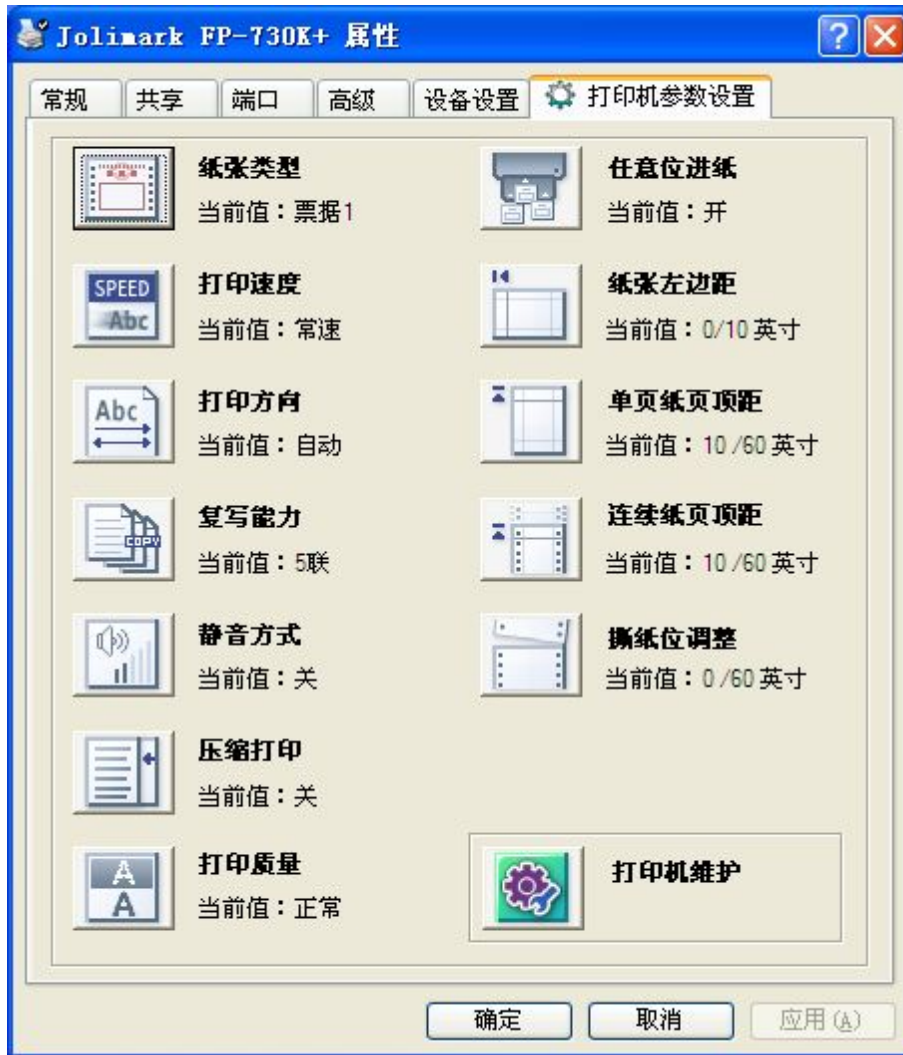 Jolimark FP-730K+ 属性
常规 共享 端口 高级 设备设置 打印机参数设置
纸张类型
当前值：票据1
任意位进纸
当前值：开
SPEED
Abc
打印速度
当前值：常速
纸张左边距
当前值：0/10 英寸
Abc
打印方向
当前值：自动
单页纸页顶距
当前值：10 /60 英寸
COPY
复写能力
当前值：5联
连续纸页顶距
当前值：10 /60 英寸
静音方式
当前值：关
撕纸位调整
当前值：0 /60 英寸
压缩打印
当前值：关
A
A
打印质量
当前值：正常
打印机维护
确定 取消 应用(A)